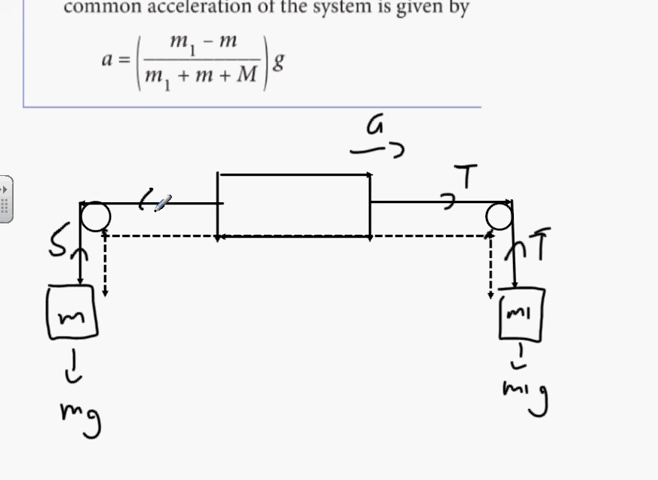 common acceleration of the system is given by
a = ( m₁ − m / m₁ + m + M ) g
a
T
S
T
m
m1
mg
m1g